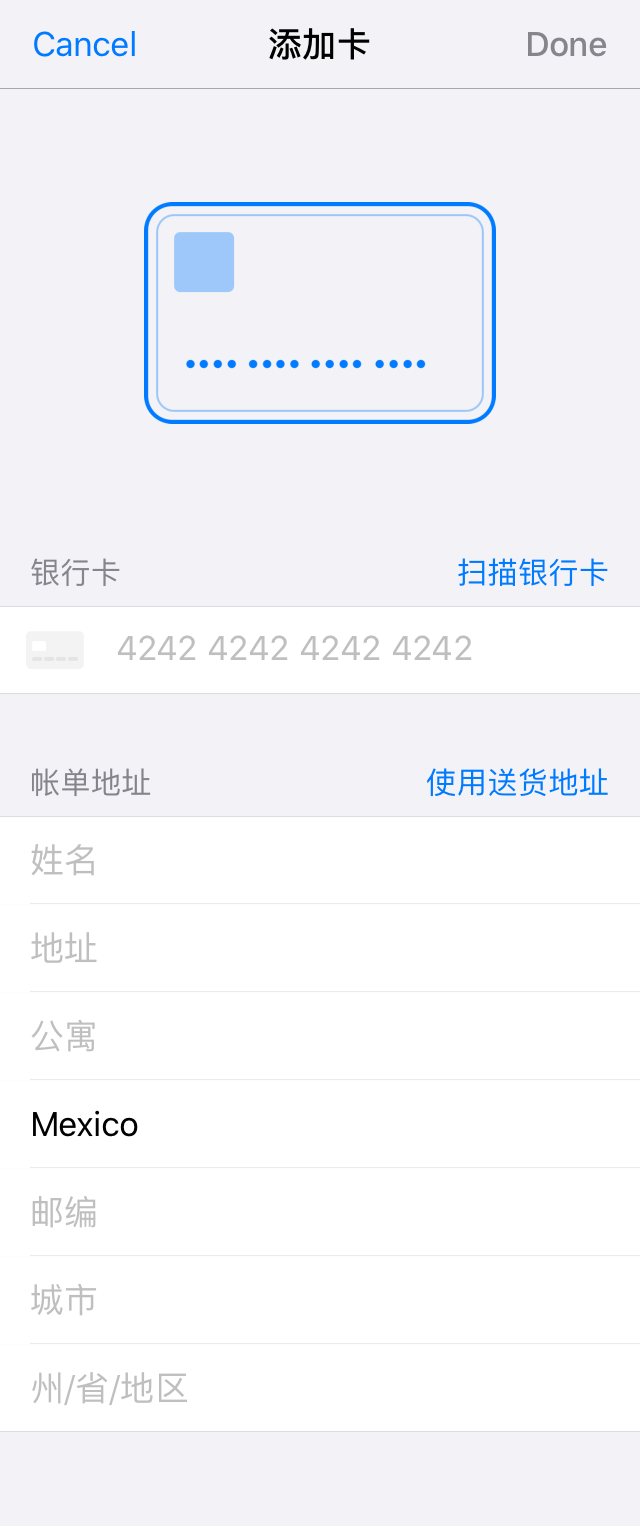 Cancel 添加卡 Done
银行卡 扫描银行卡
4242 4242 4242 4242
帐单地址 使用送货地址
姓名
地址
公寓
Mexico
邮编
城市
州/省/地区